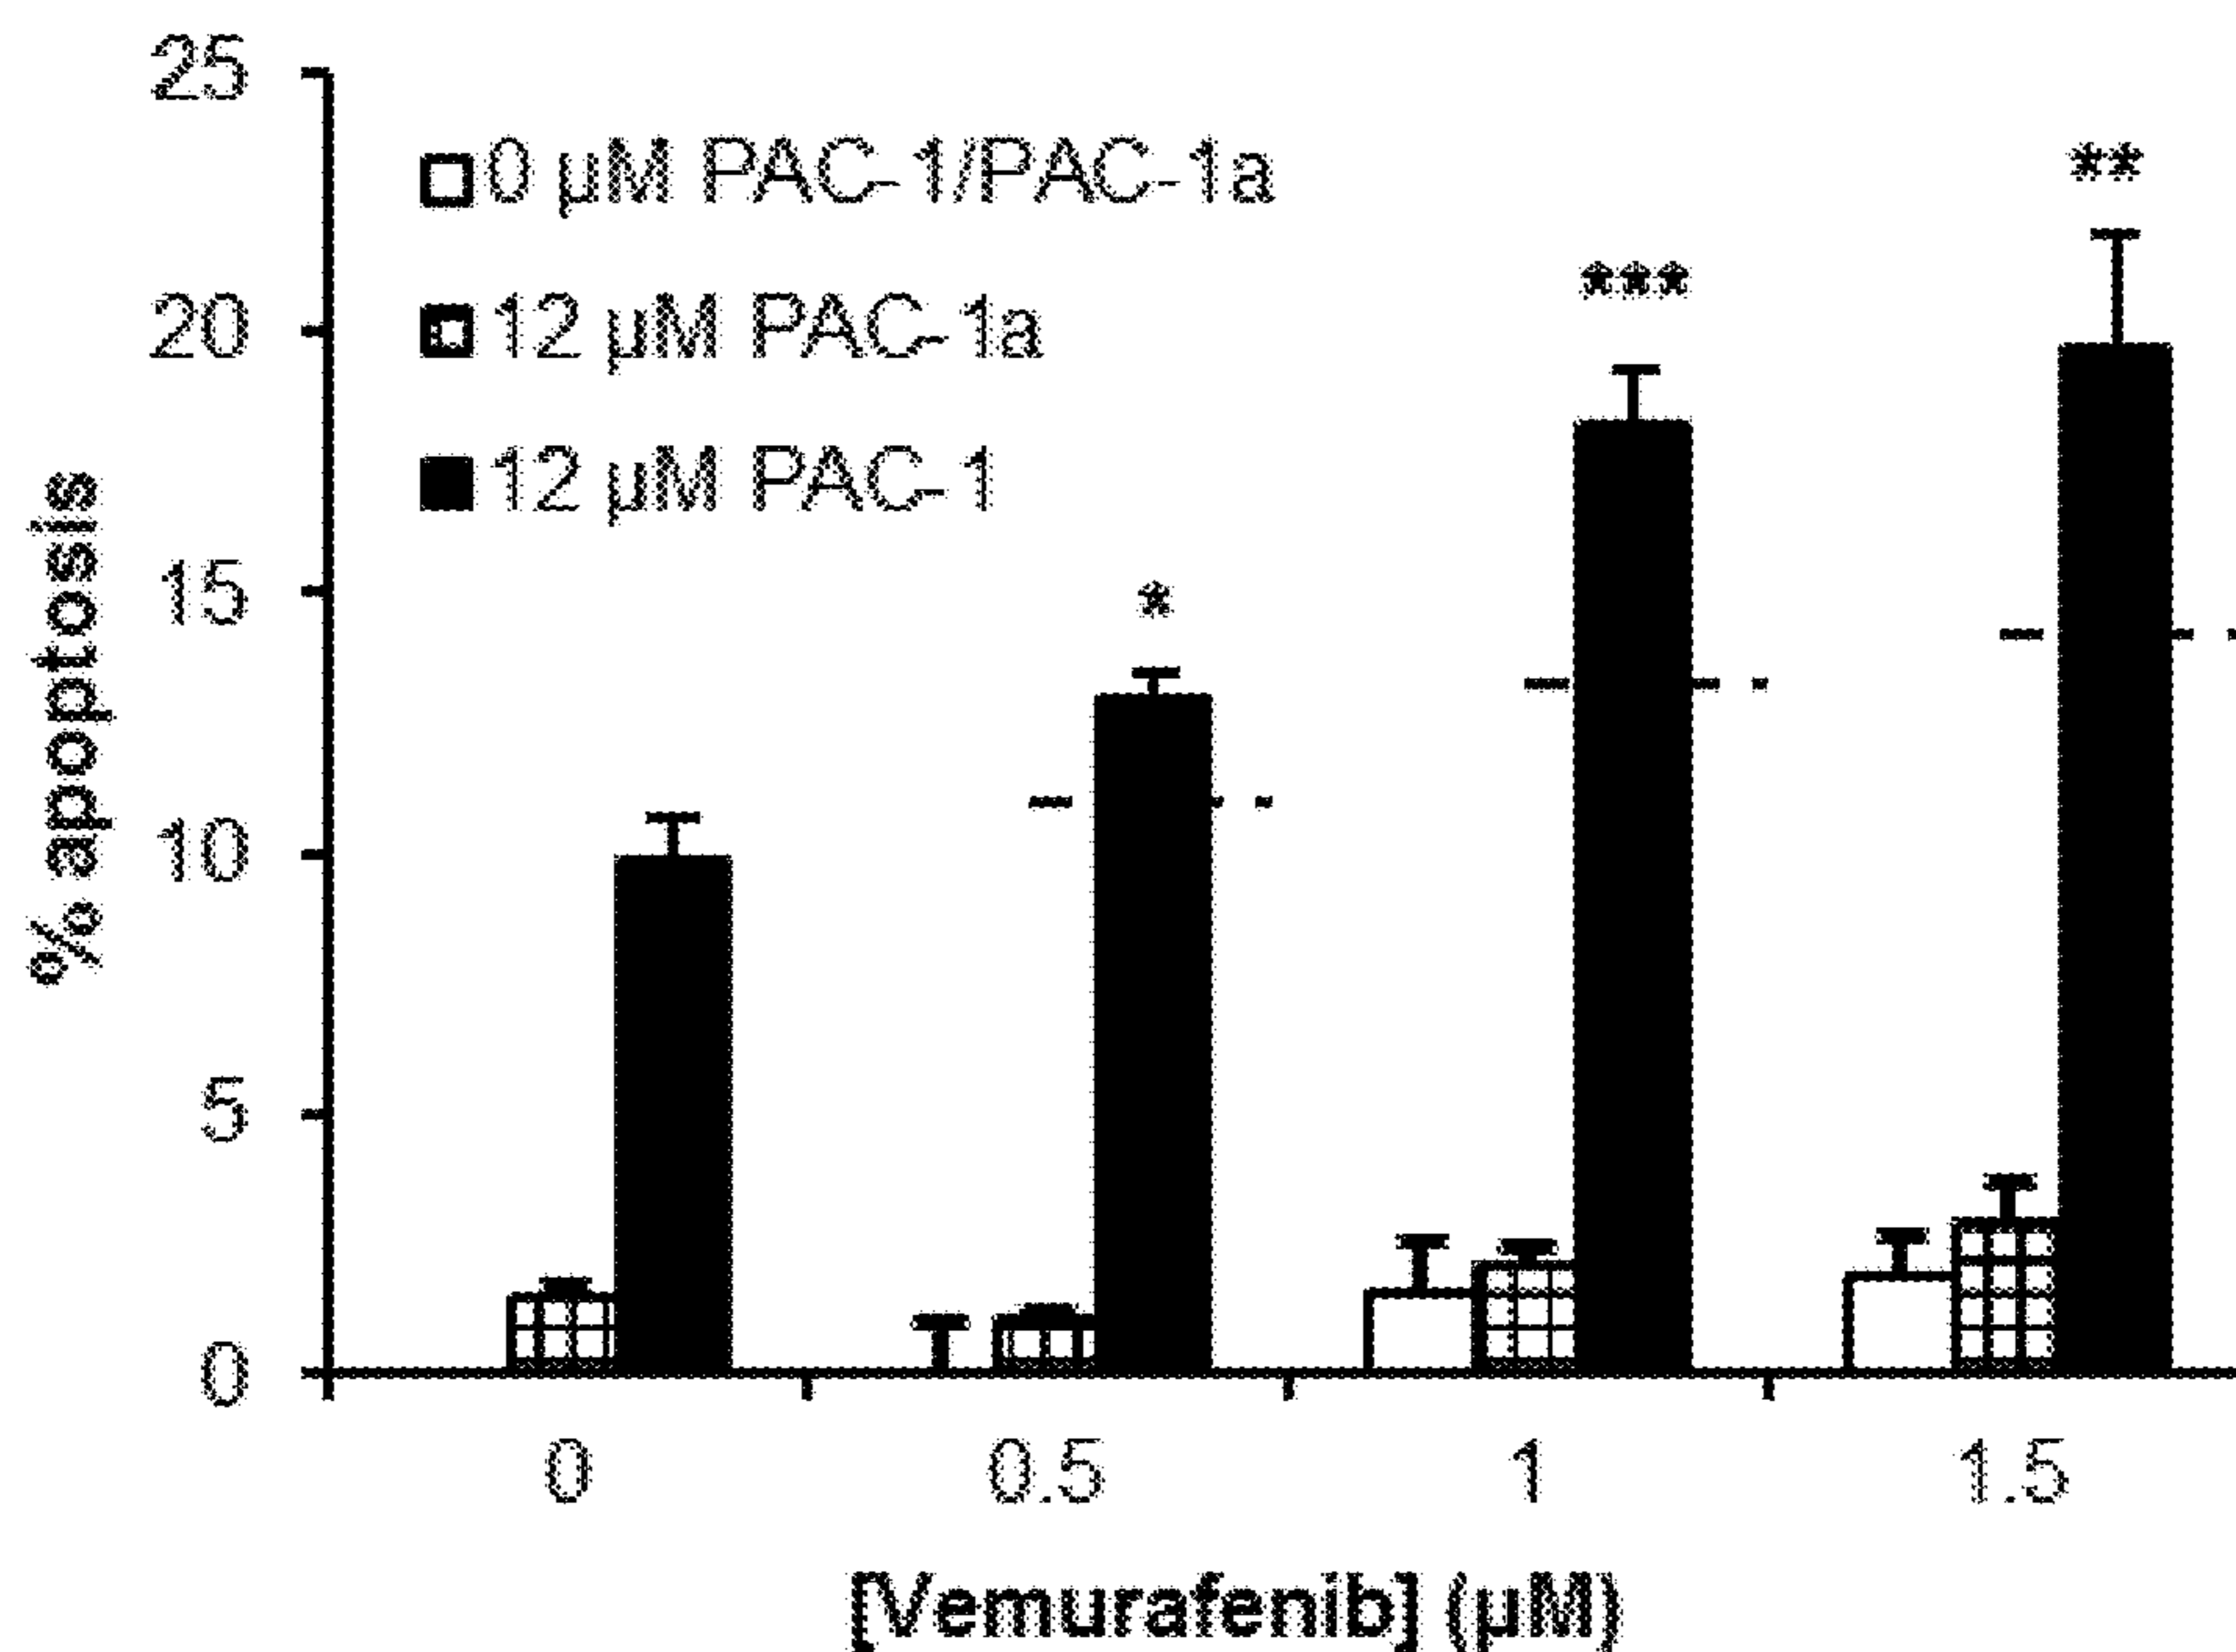 25
20
15
10
5
0
% apoptosis
0 µM PAC-1/PAC-1a
12 µM PAC-1a
12 µM PAC-1
*
***
**
0
0.5
1
1.5
[Vemurafenib] (µM)